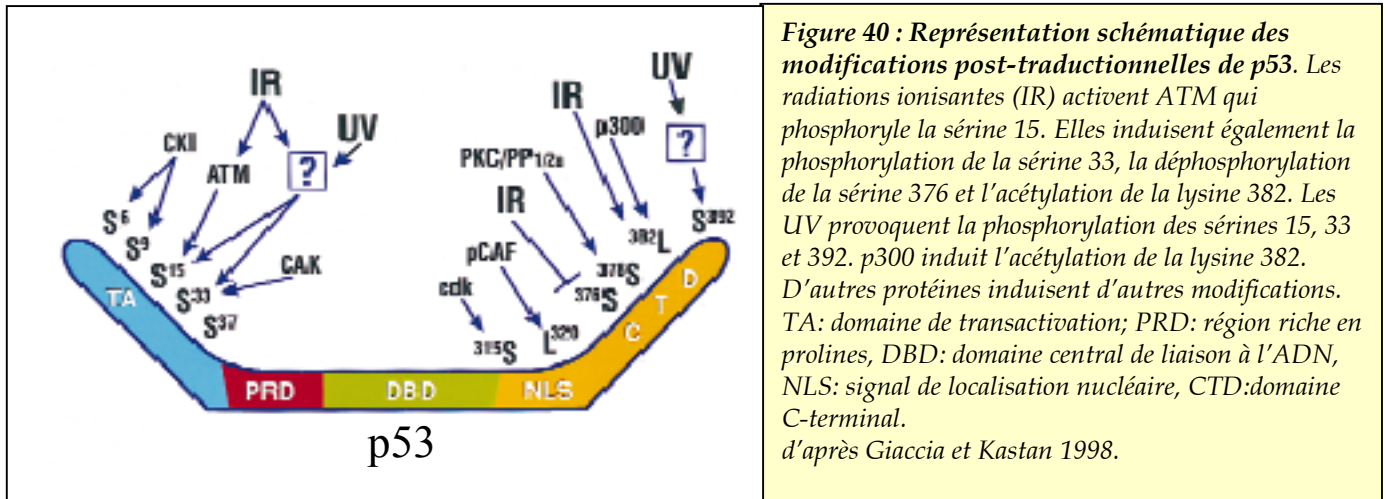 IR
UV
CKII
ATM
?
S6
S9
S15
S33
S37
CAK
TA
PRD
DBD
NLS
C
T
D
UV
IR
p300
?
PKC/PP1/2a
IR
pCAF
cdk
S392
382L
378S
376S
L320
315S
p53
Figure 40 : Représentation schématique des
modifications post-traductionnelles de p53. Les
radiations ionisantes (IR) activent ATM qui
phosphoryle la sérine 15. Elles induisent également la
phosphorylation de la sérine 33, la déphosphorylation
de la sérine 376 et l’acétylation de la lysine 382. Les
UV provoquent la phosphorylation des sérines 15, 33
et 392. p300 induit l’acétylation de la lysine 382.
D’autres protéines induisent d’autres modifications.
TA: domaine de transactivation; PRD: région riche en
prolines, DBD: domaine central de liaison à l’ADN,
NLS: signal de localisation nucléaire, CTD:domaine
C-terminal.
d’après Giaccia et Kastan 1998.